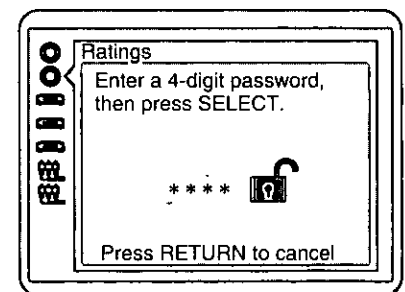 Ratings
Enter a 4-digit password,
then press SELECT.
* * * *
Press RETURN to cancel